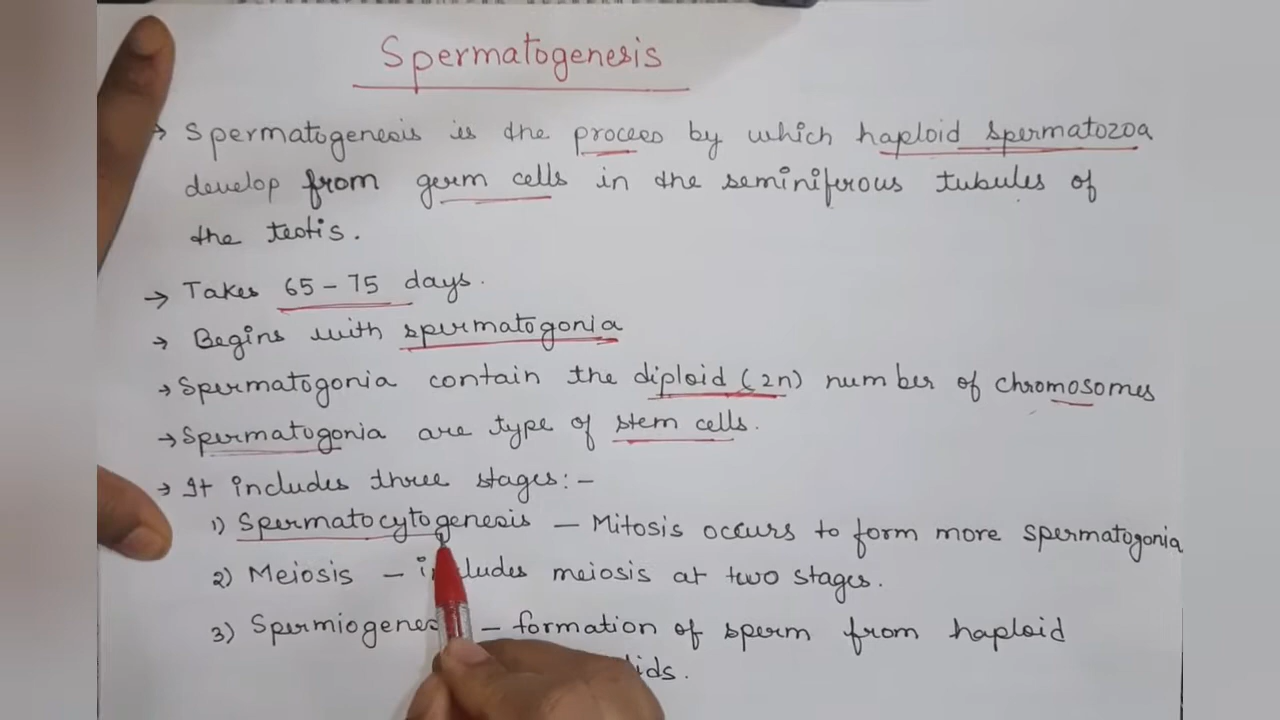 Spermatogenesis
→ Spermatogenesis is the process by which haploid spermatozoa
develop from germ cells in the seminiferous tubules of
the testis.
→ Takes 65-75 days.
→ Begins with spermatogonia
→ Spermatogonia contain the diploid (2n) number of chromosomes
→ Spermatogonia are type of stem cells.
→ It includes three stages:-
1) Spermatocytogenesis - Mitosis occurs to form more spermatogonia
2) Meiosis - includes meiosis at two stages.
3) - formation of sperm from haploid